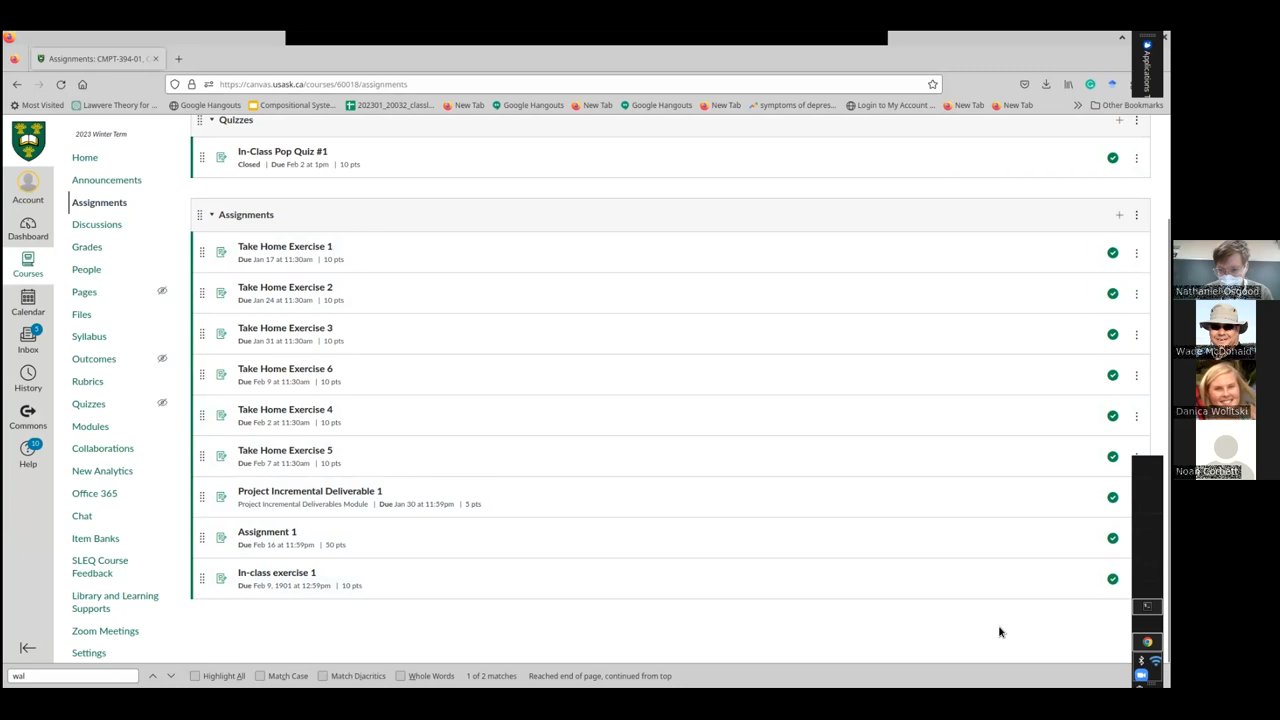 Assignments: CMPT-394-01, C
https://canvas.usask.ca/courses/60018/assignments
Most Visited
Lawvere Theory for ...
Google Hangouts
Compositional Syste...
202301_20032_classl...
New Tab
Google Hangouts
New Tab
Google Hangouts
New Tab
symptoms of depres...
Login to My Account ...
New Tab
New Tab
Other Bookmarks
Applications
Account
Dashboard
Courses
Calendar
5
Inbox
History
Commons
10
Help
2023 Winter Term
Home
Announcements
Assignments
Discussions
Grades
People
Pages
Files
Syllabus
Outcomes
Rubrics
Quizzes
Modules
Collaborations
New Analytics
Office 365
Chat
Item Banks
SLEQ Course
Feedback
Library and Learning
Supports
Zoom Meetings
Settings
Quizzes
In-Class Pop Quiz #1
Closed | Due Feb 2 at 1pm | 10 pts
Assignments
Take Home Exercise 1
Due Jan 17 at 11:30am | 10 pts
Take Home Exercise 2
Due Jan 24 at 11:30am | 10 pts
Take Home Exercise 3
Due Jan 31 at 11:30am | 10 pts
Take Home Exercise 6
Due Feb 9 at 11:30am | 10 pts
Take Home Exercise 4
Due Feb 2 at 11:30am | 10 pts
Take Home Exercise 5
Due Feb 7 at 11:30am | 10 pts
Project Incremental Deliverable 1
Project Incremental Deliverables Module | Due Jan 30 at 11:59pm | 5 pts
Assignment 1
Due Feb 16 at 11:59pm | 50 pts
In-class exercise 1
Due Feb 9, 1901 at 12:59pm | 10 pts
Nathaniel Osgood
Wade McDonald
Danica Wolitski
Noah Corbett
wal
Highlight All
Match Case
Match Diacritics
Whole Words
1 of 2 matches
Reached end of page, continued from top